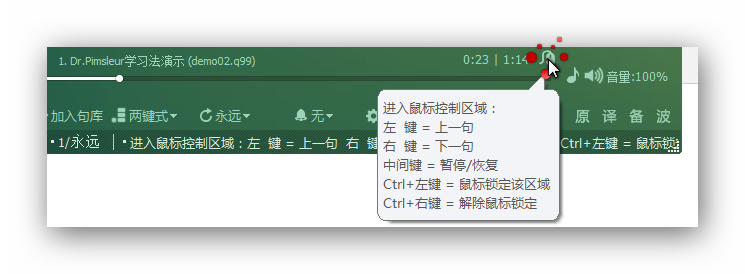 1. Dr.Pimsleur学习法演示 (demo02.q99)
0:23 | 1:14
音量:100%
加入句库 两键式 永远 无 原 译 备 波
• 1/永远 • 进入鼠标控制区域：左 键 = 上一句 右 键 Ctrl+左键 = 鼠标锁
进入鼠标控制区域：
左 键 = 上一句
右 键 = 下一句
中间键 = 暂停/恢复
Ctrl+左键 = 鼠标锁定该区域
Ctrl+右键 = 解除鼠标锁定